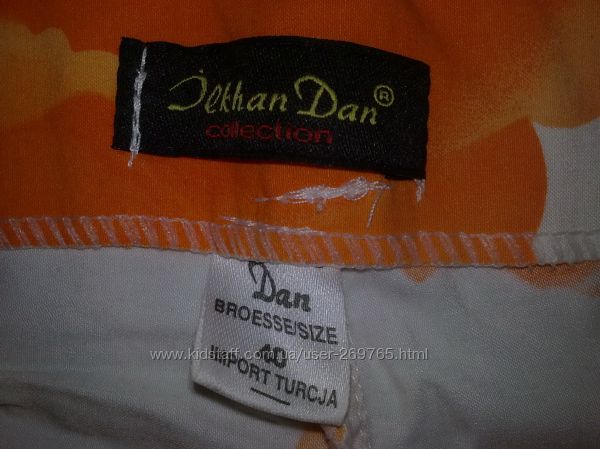 İlkhan Dan®
collection
Dan
BROESSE/SIZE
40
IMPORT TURCJA
www.kidstaff.com.ua/user-269765.html